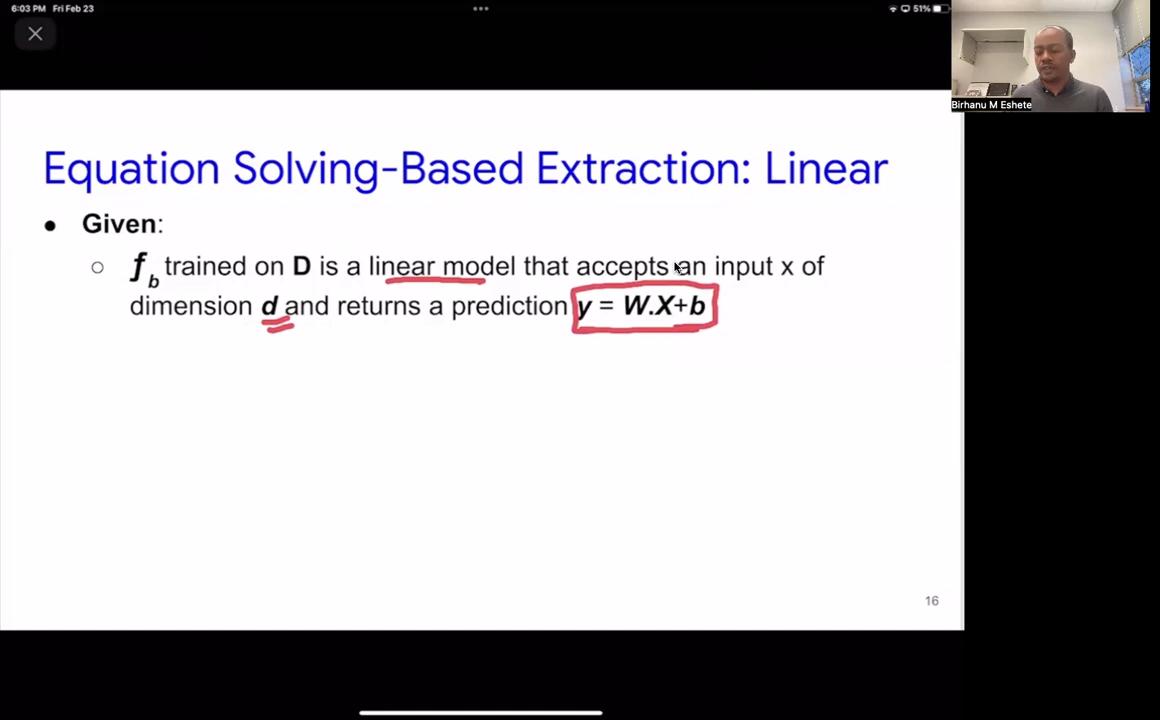 6:03 PM Fri Feb 23
51%
Birhanu M Eshete
Equation Solving-Based Extraction: Linear
● Given:
○ fb trained on D is a linear model that accepts an input x of
dimension d and returns a prediction y = W.X+b
16